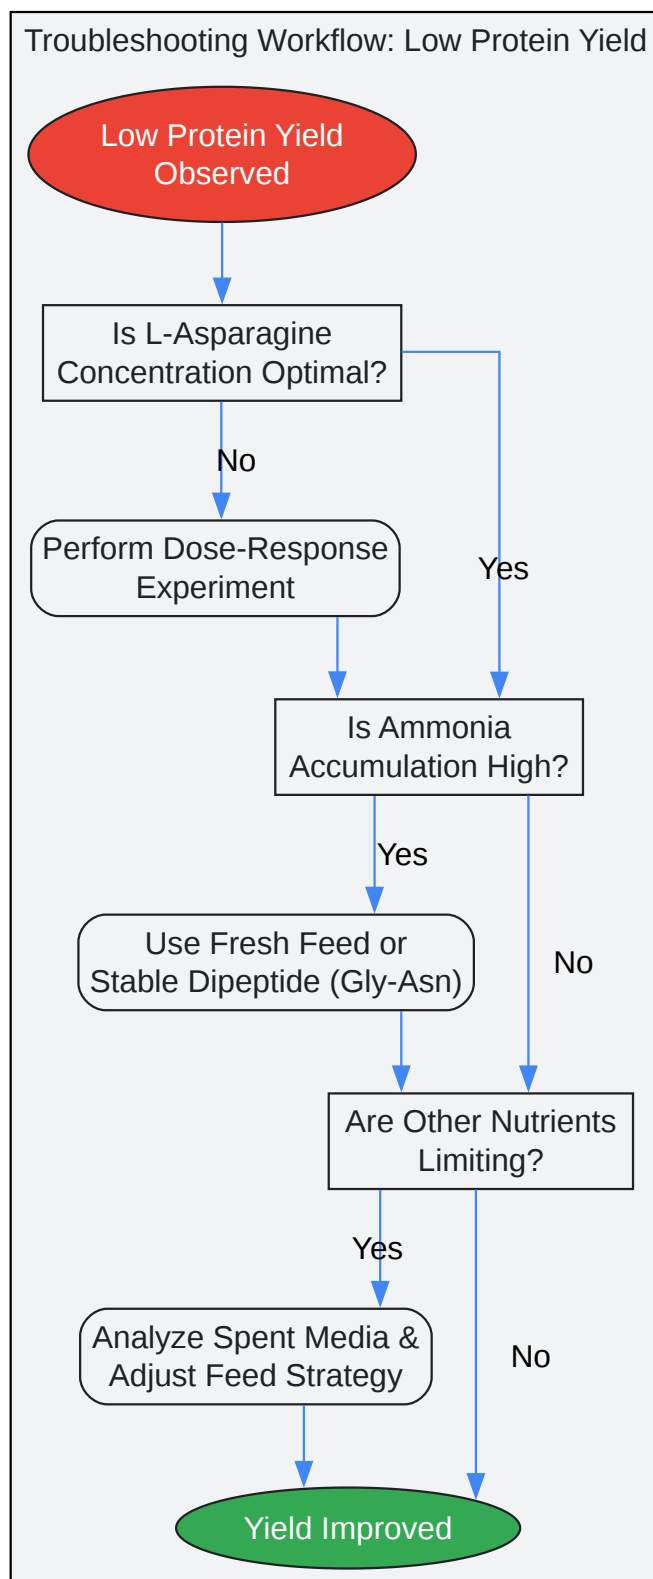 Troubleshooting Workflow: Low Protein Yield
Low Protein Yield
Observed
Is L-Asparagine
Concentration Optimal?
No
Perform Dose-Response
Experiment
Yes
Is Ammonia
Accumulation High?
Yes
Use Fresh Feed or
Stable Dipeptide (Gly-Asn)
No
Are Other Nutrients
Limiting?
Yes
Analyze Spent Media &
Adjust Feed Strategy
No
Yield Improved